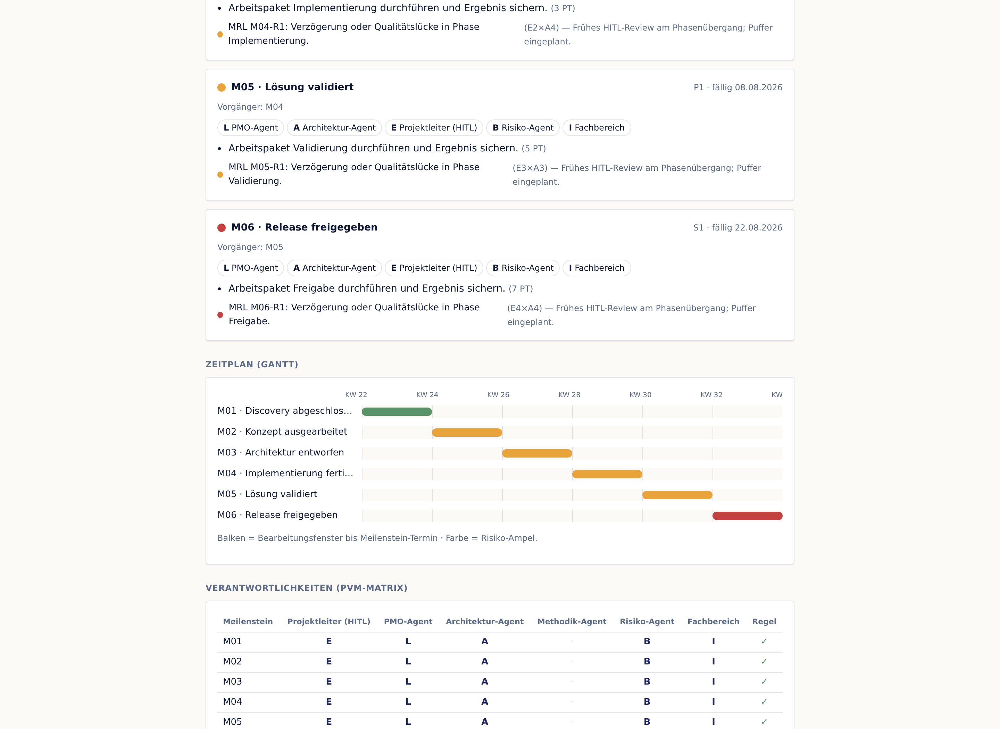 • Arbeitspaket Implementierung durchführen und Ergebnis sichern. (3 PT)
MRL M04-R1: Verzögerung oder Qualitätslücke in Phase
Implementierung.
(E2×A4) — Frühes HITL-Review am Phasenübergang; Puffer
eingeplant.
M05 · Lösung validiert
P1 · fällig 08.08.2026
Vorgänger: M04
L PMO-Agent A Architektur-Agent E Projektleiter (HITL) B Risiko-Agent I Fachbereich
• Arbeitspaket Validierung durchführen und Ergebnis sichern. (5 PT)
MRL M05-R1: Verzögerung oder Qualitätslücke in Phase
Validierung.
(E3×A3) — Frühes HITL-Review am Phasenübergang; Puffer
eingeplant.
M06 · Release freigegeben
S1 · fällig 22.08.2026
Vorgänger: M05
L PMO-Agent A Architektur-Agent E Projektleiter (HITL) B Risiko-Agent I Fachbereich
• Arbeitspaket Freigabe durchführen und Ergebnis sichern. (7 PT)
MRL M06-R1: Verzögerung oder Qualitätslücke in Phase
Freigabe.
(E4×A4) — Frühes HITL-Review am Phasenübergang; Puffer
eingeplant.
ZEITPLAN (GANTT)
KW 22 KW 24 KW 26 KW 28 KW 30 KW 32 KW
M01 · Discovery abgeschlos…
M02 · Konzept ausgearbeitet
M03 · Architektur entworfen
M04 · Implementierung ferti…
M05 · Lösung validiert
M06 · Release freigegeben
Balken = Bearbeitungsfenster bis Meilenstein-Termin · Farbe = Risiko-Ampel.
VERANTWORTLICHKEITEN (PVM-MATRIX)
Meilenstein Projektleiter (HITL) PMO-Agent Architektur-Agent Methodik-Agent Risiko-Agent Fachbereich Regel
M01 E L A · B I ✓
M02 E L A · B I ✓
M03 E L A · B I ✓
M04 E L A · B I ✓
M05 E L A · B I ✓